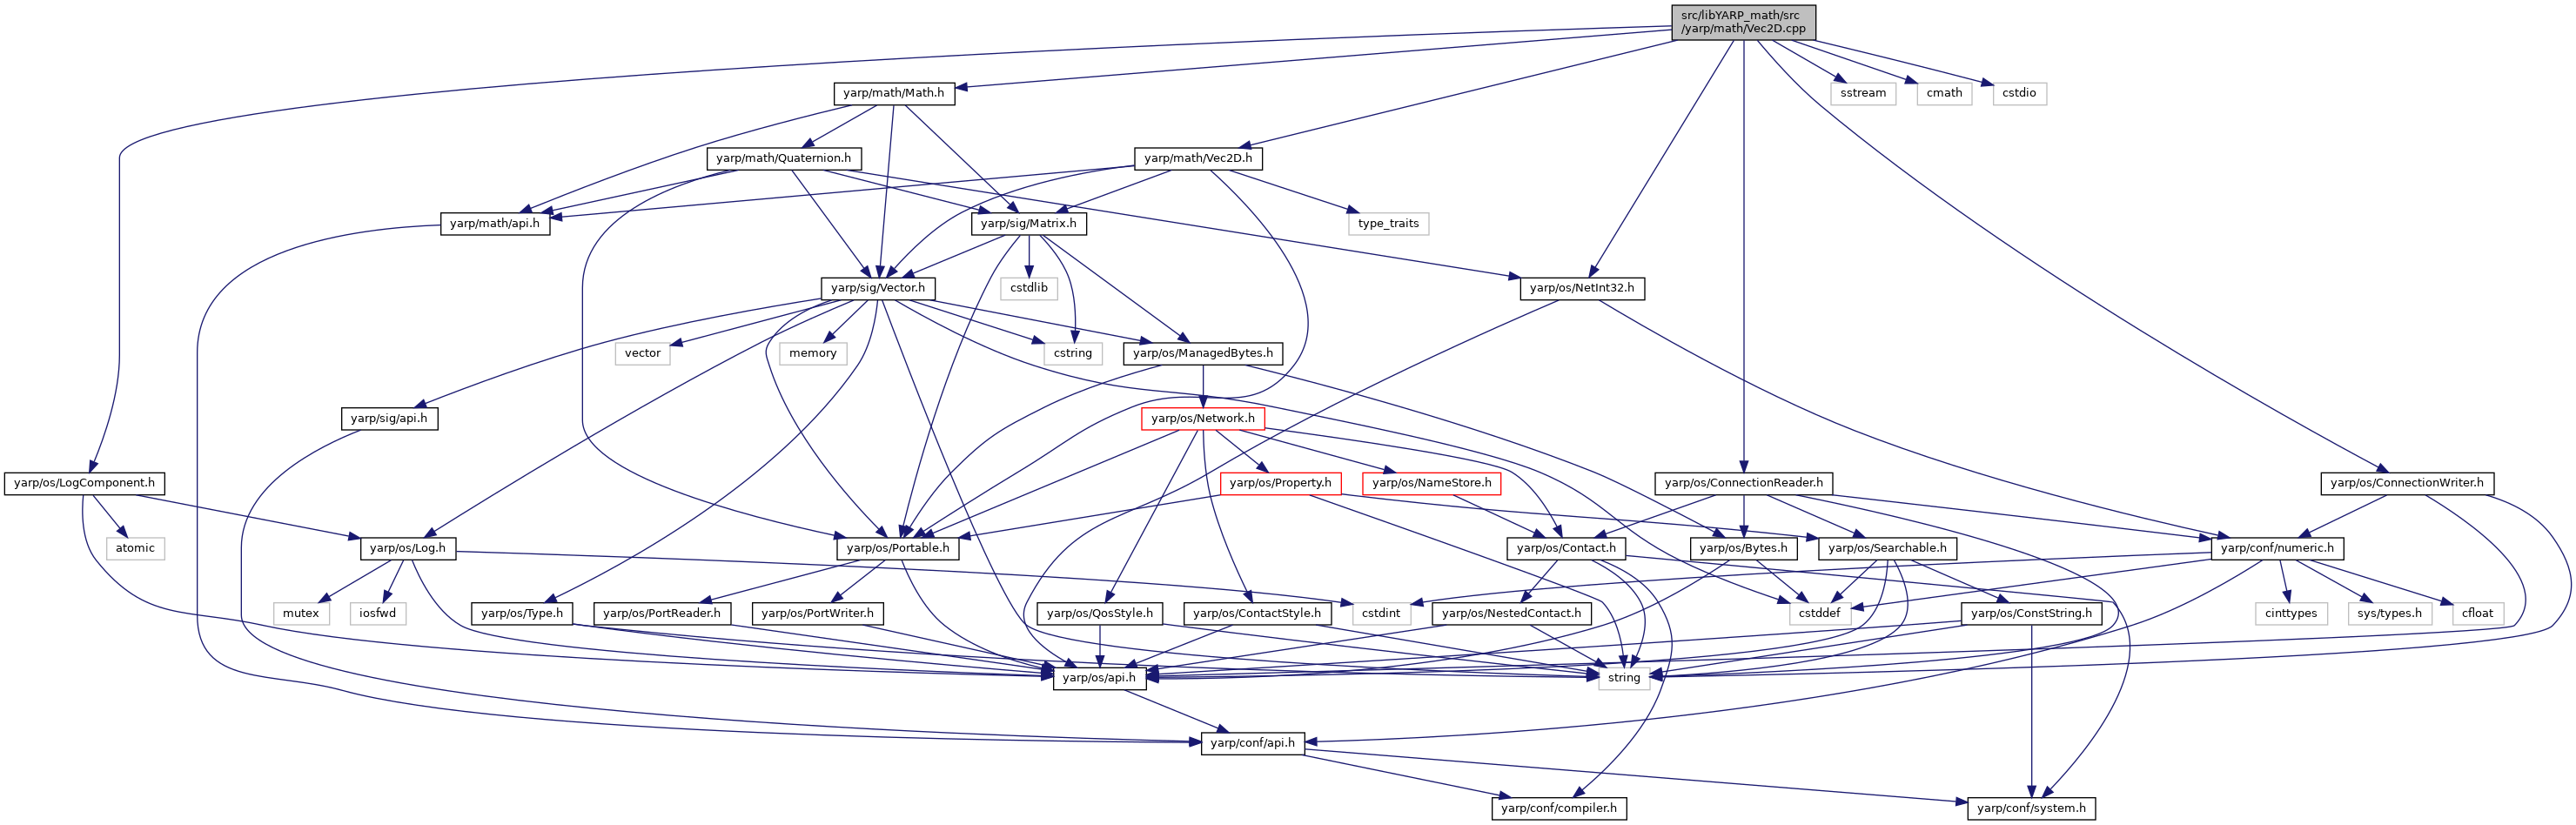 src/libYARP_math/src
/yarp/math/Vec2D.cpp
yarp/math/Math.h
sstream
cmath
cstdio
yarp/math/Quaternion.h
yarp/math/Vec2D.h
yarp/math/api.h
yarp/sig/Matrix.h
type_traits
yarp/sig/Vector.h
cstdlib
yarp/os/NetInt32.h
vector
memory
cstring
yarp/os/ManagedBytes.h
yarp/sig/api.h
yarp/os/Network.h
yarp/os/LogComponent.h
yarp/os/Property.h
yarp/os/NameStore.h
yarp/os/ConnectionReader.h
yarp/os/ConnectionWriter.h
atomic
yarp/os/Log.h
yarp/os/Portable.h
yarp/os/Contact.h
yarp/os/Bytes.h
yarp/os/Searchable.h
yarp/conf/numeric.h
mutex
iosfwd
yarp/os/Type.h
yarp/os/PortReader.h
yarp/os/PortWriter.h
yarp/os/QosStyle.h
yarp/os/ContactStyle.h
cstdint
yarp/os/NestedContact.h
cstddef
yarp/os/ConstString.h
cinttypes
sys/types.h
cfloat
yarp/os/api.h
string
yarp/conf/api.h
yarp/conf/compiler.h
yarp/conf/system.h